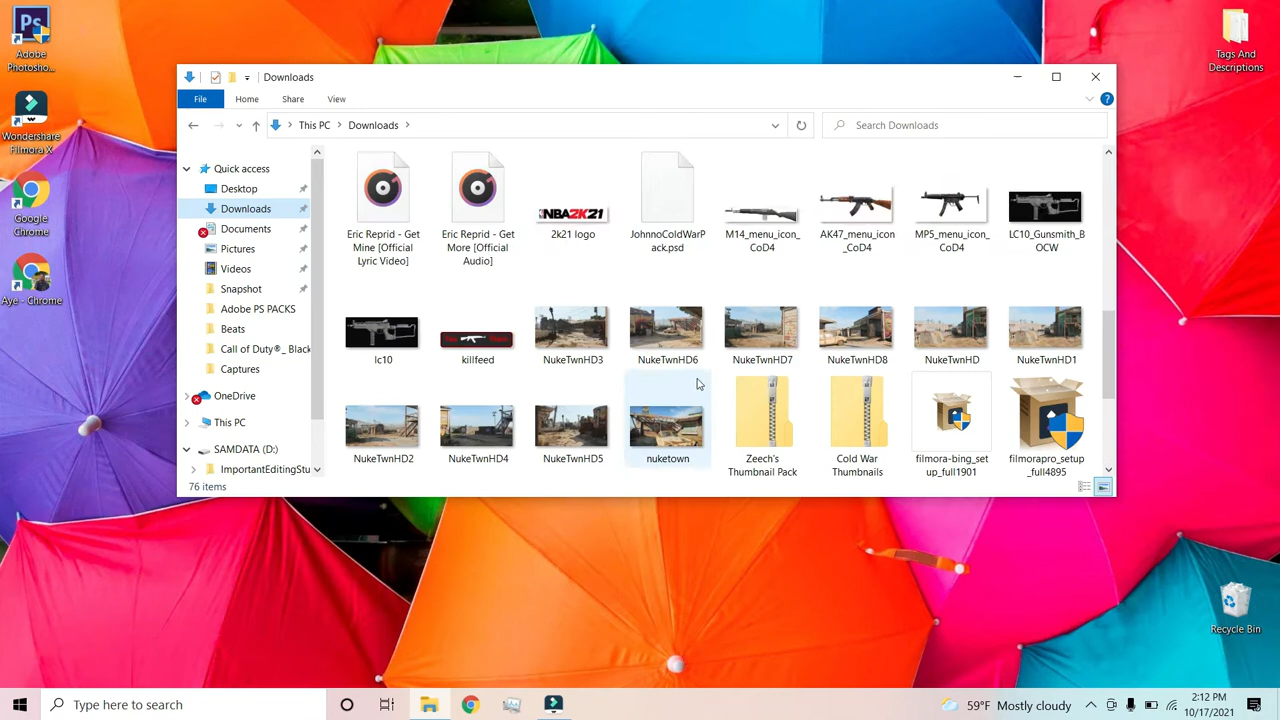 Adobe
Photosho...
Wondershare
Filmora X
Google
Chrome
Aye - Chrome
Tags And
Descriptions
Recycle Bin
Downloads
File
Home
Share
View
This PC
Downloads
Search Downloads
Quick access
Desktop
Downloads
Documents
Pictures
Videos
Snapshot
Adobe PS PACKS
Beats
Call of Duty®_ Black
Captures
OneDrive
This PC
SAMDATA (D:)
ImportantEditingStu
Eric Reprid - Get
Mine [Official
Lyric Video]
Eric Reprid - Get
More [Official
Audio]
NBA2K21
2k21 logo
JohnnoColdWarP
ack.psd
M14_menu_icon_
CoD4
AK47_menu_icon
_CoD4
MP5_menu_icon_
CoD4
LC10_Gunsmith_B
OCW
lc10
killfeed
NukeTwnHD3
NukeTwnHD6
NukeTwnHD7
NukeTwnHD8
NukeTwnHD
NukeTwnHD1
NukeTwnHD2
NukeTwnHD4
NukeTwnHD5
nuketown
Zeech's
Thumbnail Pack
Cold War
Thumbnails
filmora-bing_set
up_full1901
filmorapro_setup
_full4895
76 items
Type here to search
59°F Mostly cloudy
2:12 PM
10/17/2021